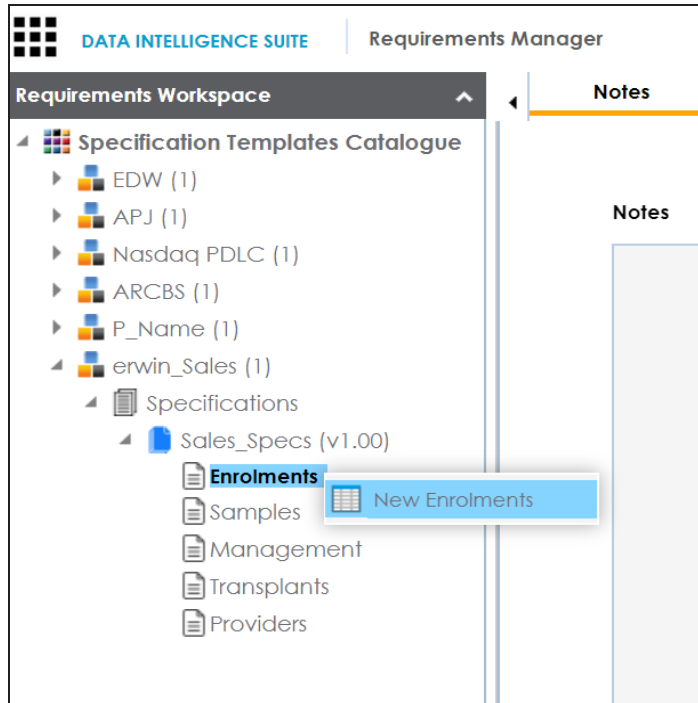 DATA INTELLIGENCE SUITE Requirements Manager
Requirements Workspace
Notes
Specification Templates Catalogue
EDW (1)
APJ (1)
Notes
Nasdaq PDLC (1)
ARCBS (1)
P_Name (1)
erwin_Sales (1)
Specifications
Sales_Specs (v1.00)
Enrolments
New Enrolments
Samples
Management
Transplants
Providers